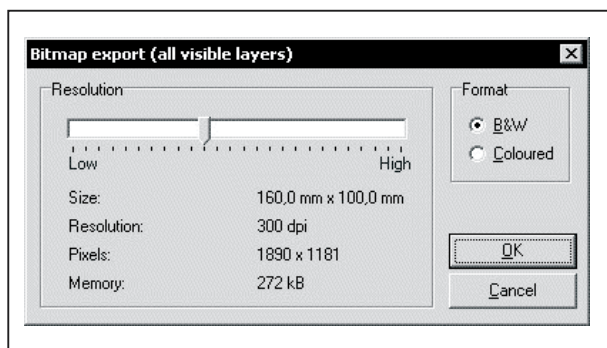 Bitmap export (all visible layers)
Resolution
Low High
Size: 160,0 mm x 100,0 mm
Resolution: 300 dpi
Pixels: 1890 x 1181
Memory: 272 kB
Format
B&W
Coloured
OK
Cancel